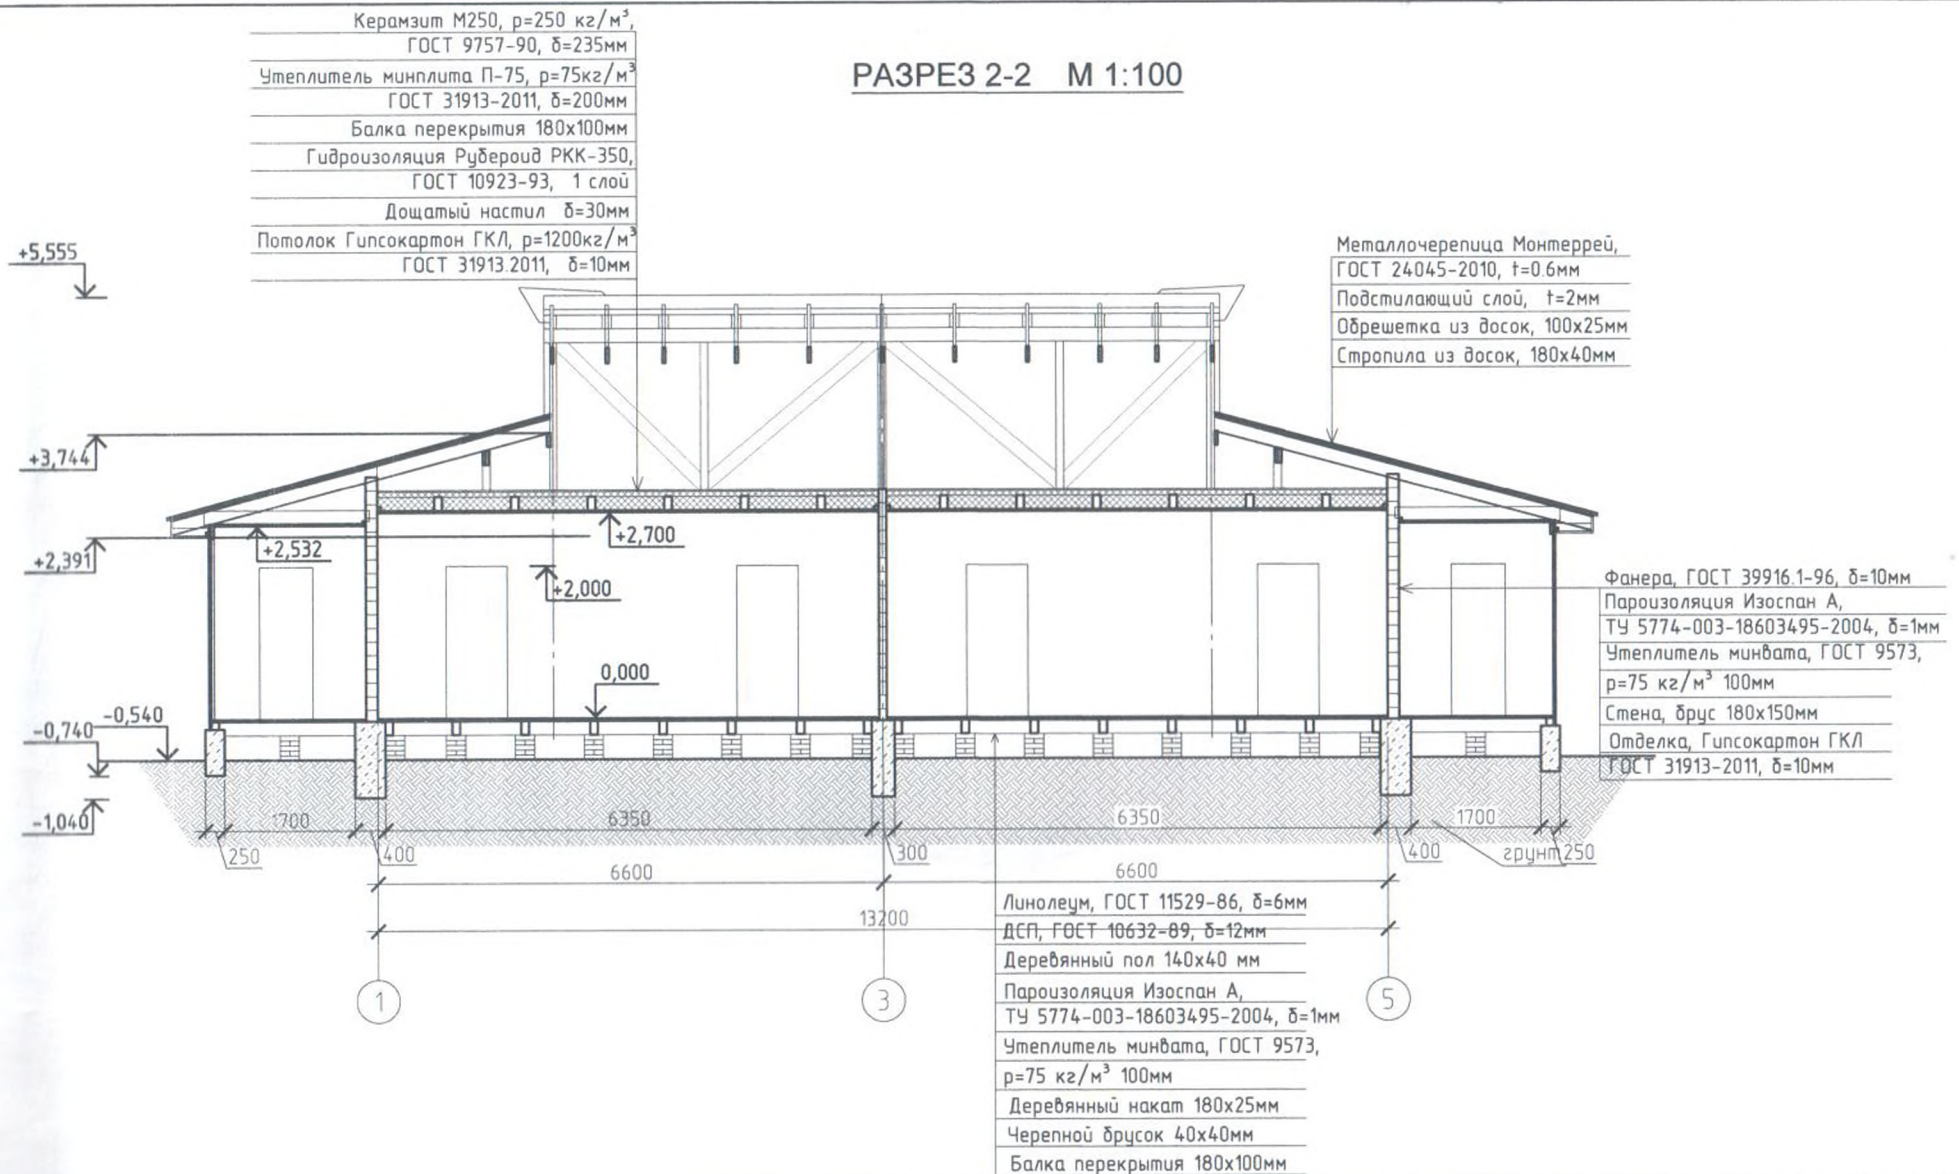 Керамзит М250, р=250 кг/м³,
ГОСТ 9757-90, δ=235мм
Утеплитель минплита П-75, р=75кг/м³
ГОСТ 31913-2011, δ=200мм
Балка перекрытия 180х100мм
Гидроизоляция Рубероид РКК-350,
ГОСТ 10923-93, 1 слой
Дощатый настил δ=30мм
Потолок Гипсокартон ГКЛ, р=1200кг/м³
ГОСТ 31913.2011, δ=10мм
РАЗРЕЗ 2-2 М 1:100
Металлочерепица Монтеррей,
ГОСТ 24045-2010, t=0.6мм
Подстилающий слой, t=2мм
Обрешетка из досок, 100х25мм
Стропила из досок, 180х40мм
+5,555
+3,744
+2,391
+2,532
+2,700
+2,000
0,000
-0,540
-0,740
-1,040
Фанера, ГОСТ 39916.1-96, δ=10мм
Пароизоляция Изоспан А,
ТУ 5774-003-18603495-2004, δ=1мм
Утеплитель минвата, ГОСТ 9573,
р=75 кг/м³ 100мм
Стена, брус 180х150мм
Отделка, Гипсокартон ГКЛ
ГОСТ 31913-2011, δ=10мм
1700
6350
6350
1700
250
400
300
400
грунт
250
6600
6600
13200
1
3
5
Линолеум, ГОСТ 11529-86, δ=6мм
ДСП, ГОСТ 10632-89, δ=12мм
Деревянный пол 140х40 мм
Пароизоляция Изоспан А,
ТУ 5774-003-18603495-2004, δ=1мм
Утеплитель минвата, ГОСТ 9573,
р=75 кг/м³ 100мм
Деревянный накат 180х25мм
Черепной брусок 40х40мм
Балка перекрытия 180х100мм